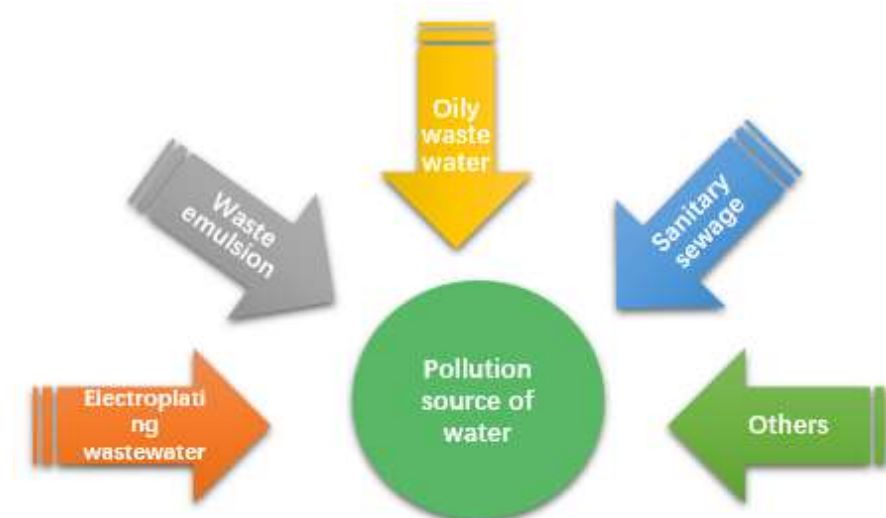 Oily
waste
water
Waste
emulsion
Sanitary
sewage
Electroplati
ng
wastewater
Pollution
source of
water
Others